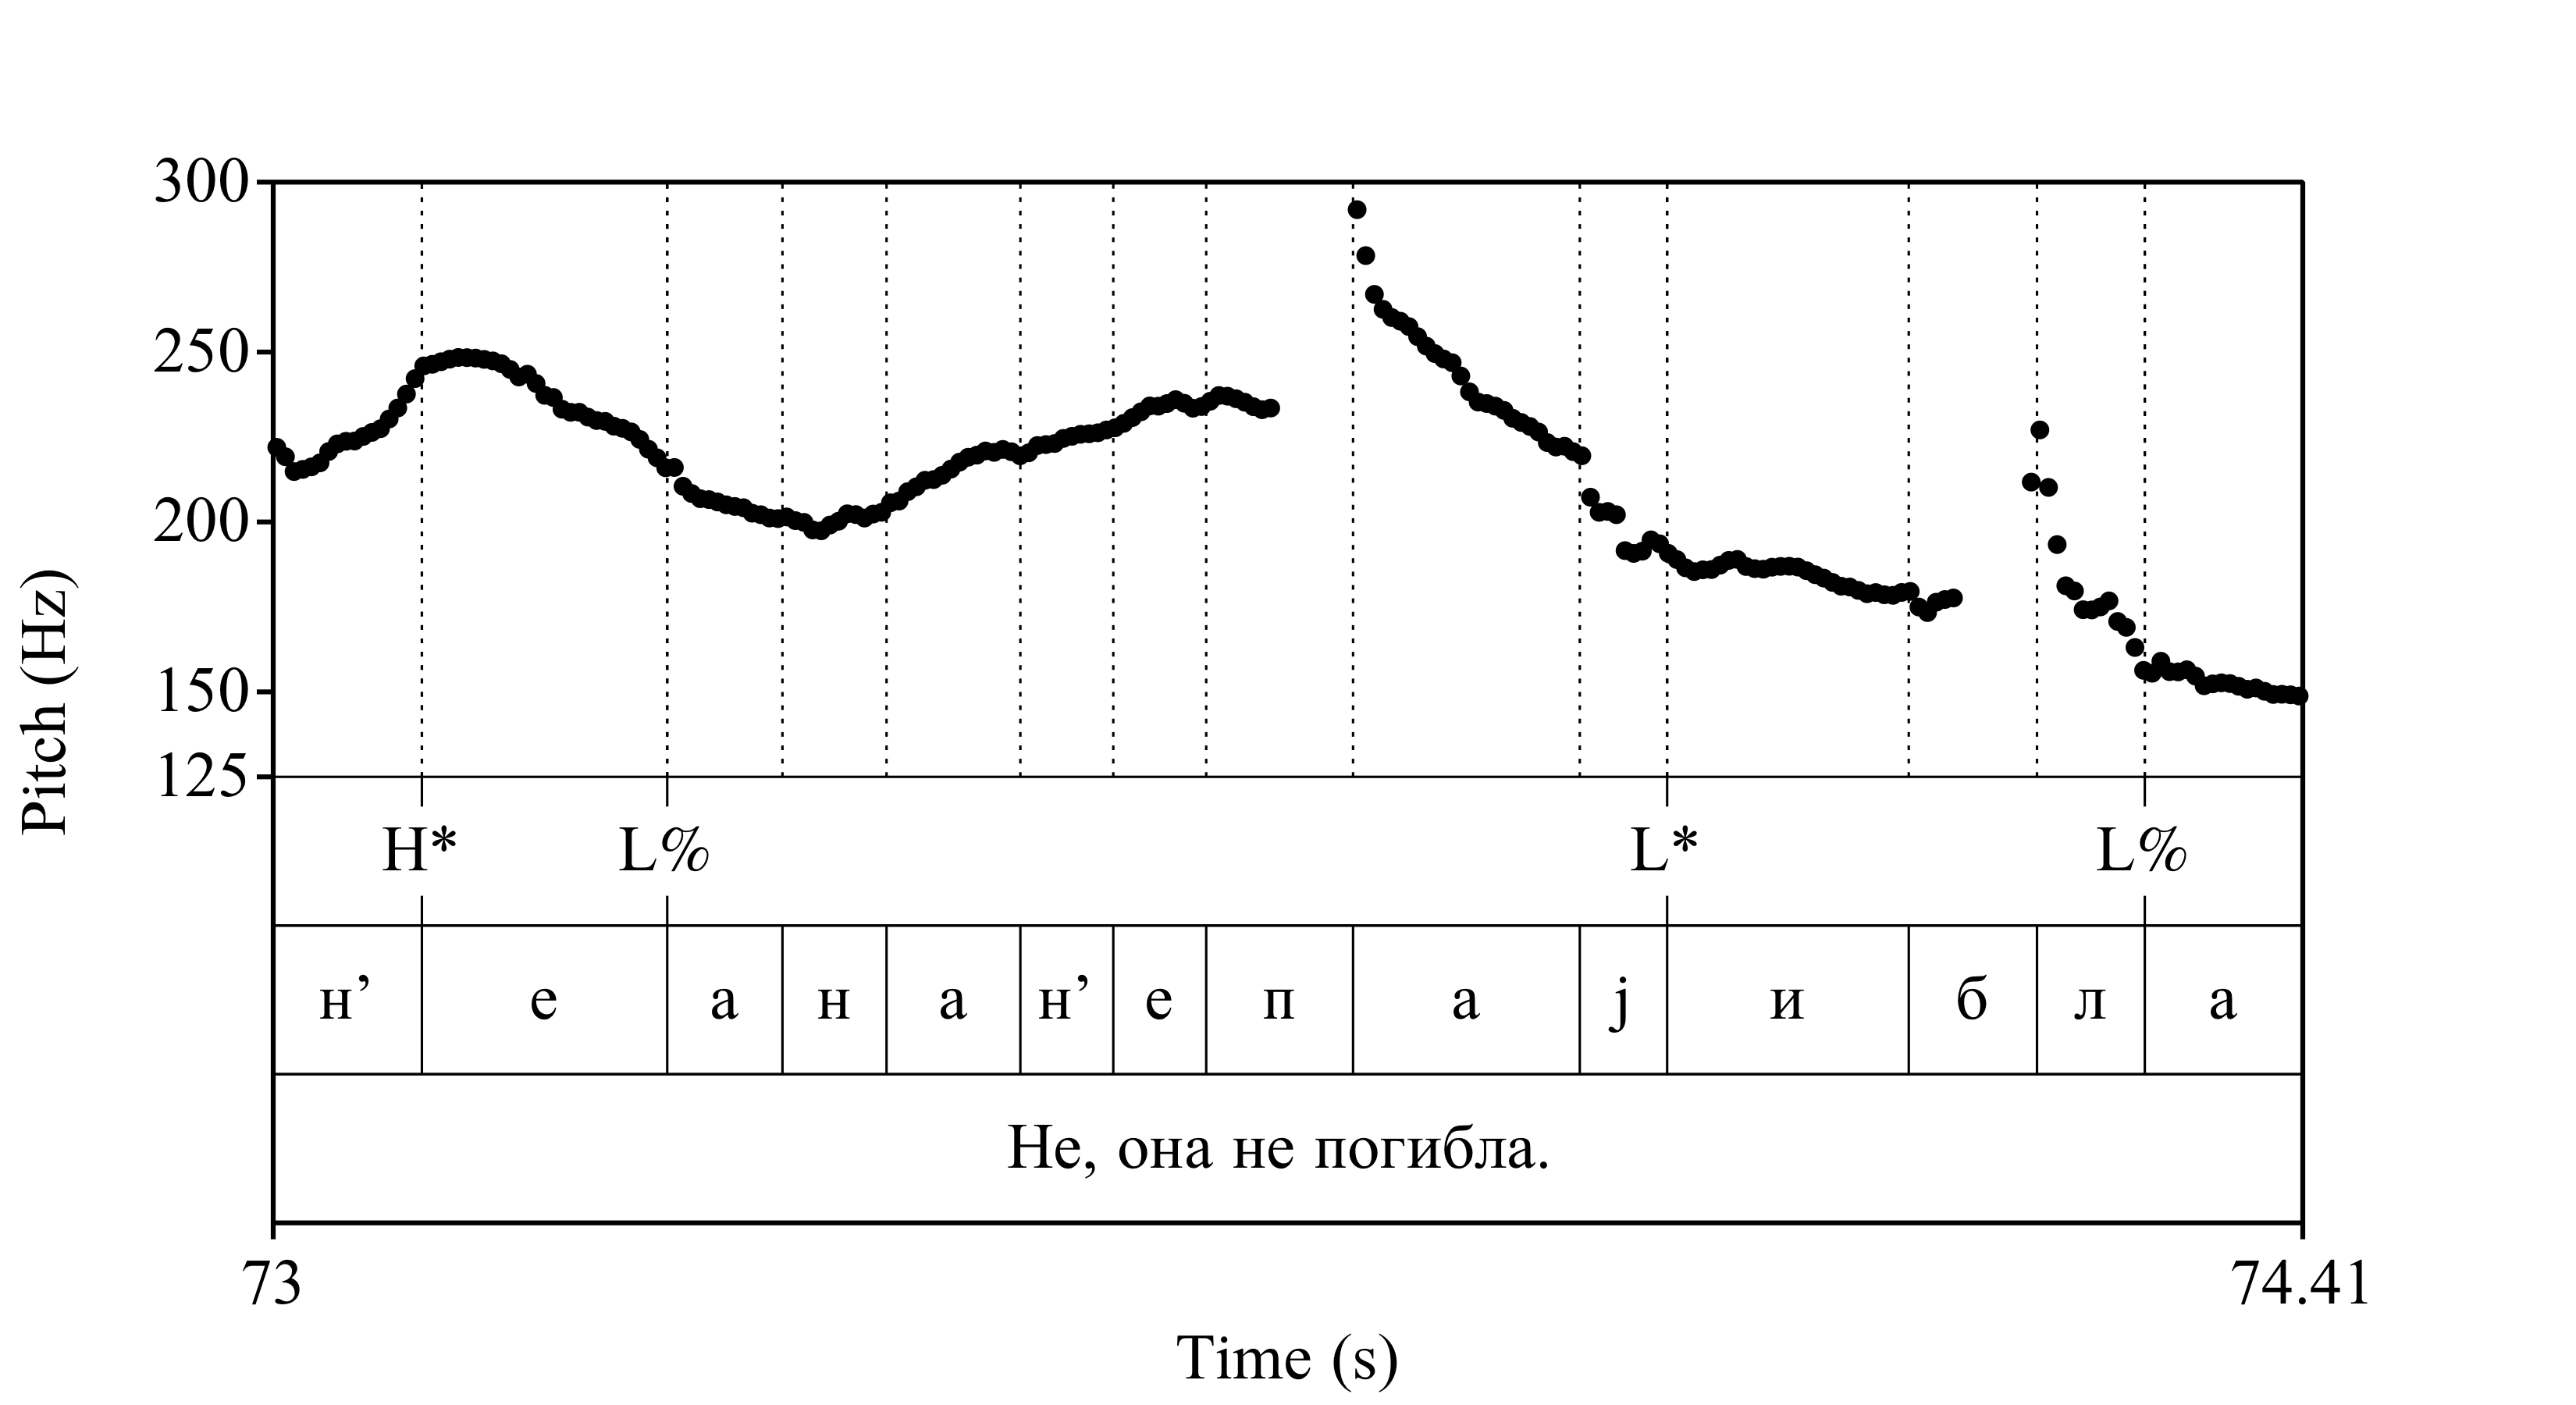 300
250
200
150
125
Pitch (Hz)
H* L% L* L%
н’ е а н а н’ е п а j и б л а
Не, она не погибла.
73 74.41
Time (s)